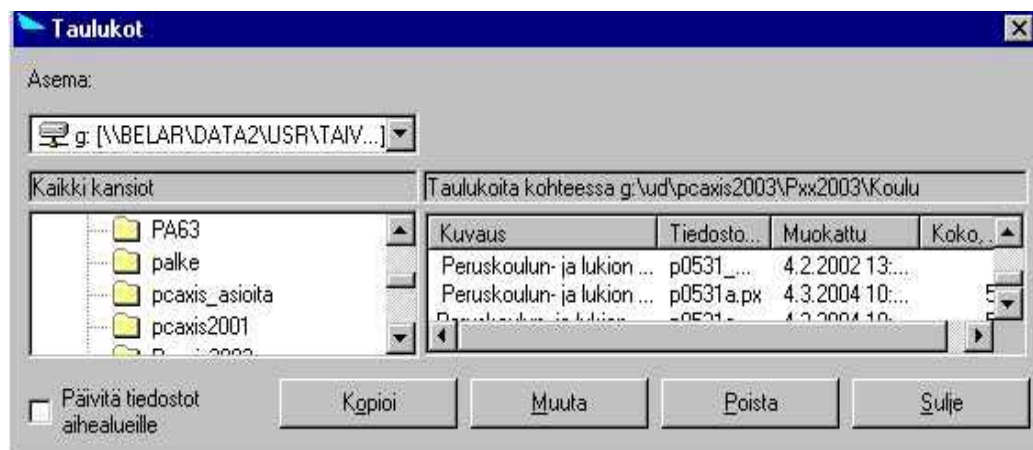 Taulukot
Asema:
g: [\\BELAR\DATA2\USR\TAIV...]
Kaikki kansiot
Taulukoita kohteessa g:\ud\pcaxis2003\Pxx2003\Koulu
PA63
palke
pcaxis_asioita
pcaxis2001
Kuvaus Tiedosto... Muokattu Koko, .
Peruskoulun- ja lukion ... p0531_... 4.2.2002 13:...
Peruskoulun- ja lukion ... p0531a.px 4.3.2004 10:...
Päivitä tiedostot
aihealueille
Kopioi
Muuta
Poista
Sulje